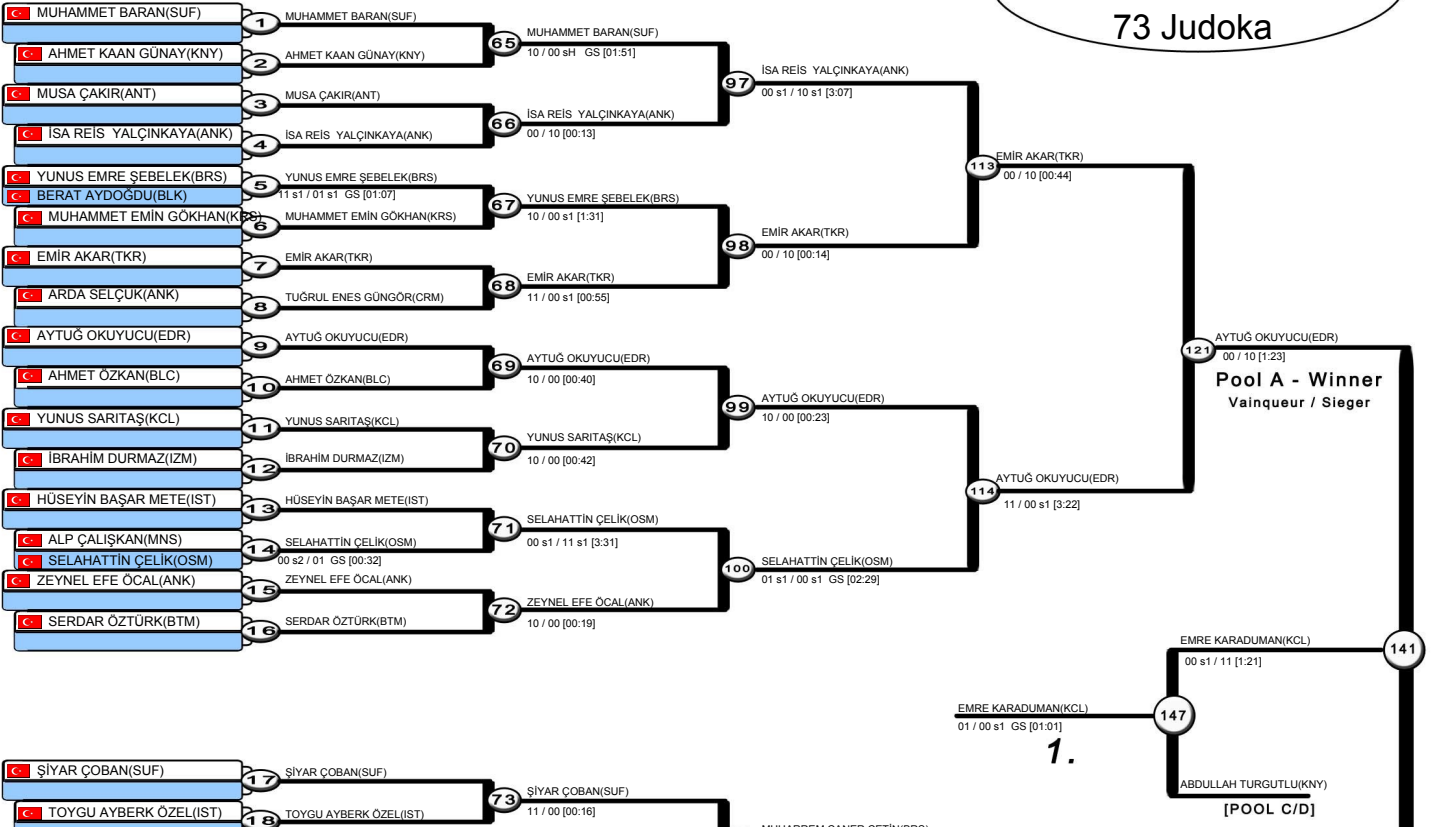 73 Judoka
MUHAMMET BARAN(SUF)
AHMET KAAN GÜNAY(KNY)
MUSA ÇAKIR(ANT)
İSA REİS YALÇINKAYA(ANK)
YUNUS EMRE ŞEBELEK(BRS)
BERAT AYDOĞDU(BLK)
MUHAMMET EMİN GÖKHAN(KRS)
EMİR AKAR(TKR)
ARDA SELÇUK(ANK)
AYTUĞ OKUYUCU(EDR)
AHMET ÖZKAN(BLC)
YUNUS SARITAŞ(KCL)
İBRAHİM DURMAZ(IZM)
HÜSEYİN BAŞAR METE(IST)
ALP ÇALIŞKAN(MNS)
SELAHATTİN ÇELİK(OSM)
ZEYNEL EFE ÖCAL(ANK)
SERDAR ÖZTÜRK(BTM)
1
2
3
4
5
6
7
8
9
10
11
12
13
14
15
16
MUHAMMET BARAN(SUF)
AHMET KAAN GÜNAY(KNY)
MUSA ÇAKIR(ANT)
İSA REİS YALÇINKAYA(ANK)
YUNUS EMRE ŞEBELEK(BRS)
11 s1 / 01 s1 GS [01:07]
MUHAMMET EMİN GÖKHAN(KRS)
EMİR AKAR(TKR)
TUĞRUL ENES GÜNGÖR(CRM)
AYTUĞ OKUYUCU(EDR)
AHMET ÖZKAN(BLC)
YUNUS SARITAŞ(KCL)
İBRAHİM DURMAZ(IZM)
HÜSEYİN BAŞAR METE(IST)
SELAHATTİN ÇELİK(OSM)
00 s2 / 01 GS [00:32]
ZEYNEL EFE ÖCAL(ANK)
SERDAR ÖZTÜRK(BTM)
65
MUHAMMET BARAN(SUF)
10 / 00 sH GS [01:51]
66
İSA REİS YALÇINKAYA(ANK)
00 / 10 [00:13]
67
YUNUS EMRE ŞEBELEK(BRS)
10 / 00 s1 [1:31]
68
EMİR AKAR(TKR)
11 / 00 s1 [00:55]
69
AYTUĞ OKUYUCU(EDR)
10 / 00 [00:40]
70
YUNUS SARITAŞ(KCL)
10 / 00 [00:42]
71
SELAHATTİN ÇELİK(OSM)
00 s1 / 11 s1 [3:31]
72
ZEYNEL EFE ÖCAL(ANK)
10 / 00 [00:19]
97
İSA REİS YALÇINKAYA(ANK)
00 s1 / 10 s1 [3:07]
98
EMİR AKAR(TKR)
00 / 10 [00:14]
99
AYTUĞ OKUYUCU(EDR)
10 / 00 [00:23]
100
SELAHATTİN ÇELİK(OSM)
01 s1 / 00 s1 GS [02:29]
113
EMİR AKAR(TKR)
00 / 10 [00:44]
114
AYTUĞ OKUYUCU(EDR)
11 / 00 s1 [3:22]
121
AYTUĞ OKUYUCU(EDR)
00 / 10 [1:23]
Pool A - Winner
Vainqueur / Sieger
EMRE KARADUMAN(KCL)
00 s1 / 11 [1:21]
141
EMRE KARADUMAN(KCL)
01 / 00 s1 GS [01:01]
147
1.
ABDULLAH TURGUTLU(KNY)
[POOL C/D]
ŞİYAR ÇOBAN(SUF)
TOYGU AYBERK ÖZEL(IST)
17
18
ŞİYAR ÇOBAN(SUF)
TOYGU AYBERK ÖZEL(IST)
73
ŞİYAR ÇOBAN(SUF)
11 / 00 [00:16]